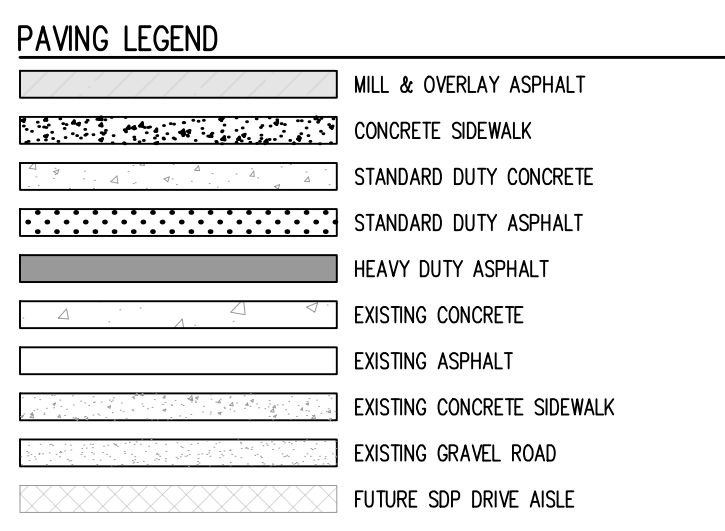 PAVING LEGEND
MILL & OVERLAY ASPHALT
CONCRETE SIDEWALK
STANDARD DUTY CONCRETE
STANDARD DUTY ASPHALT
HEAVY DUTY ASPHALT
EXISTING CONCRETE
EXISTING ASPHALT
EXISTING CONCRETE SIDEWALK
EXISTING GRAVEL ROAD
FUTURE SDP DRIVE AISLE